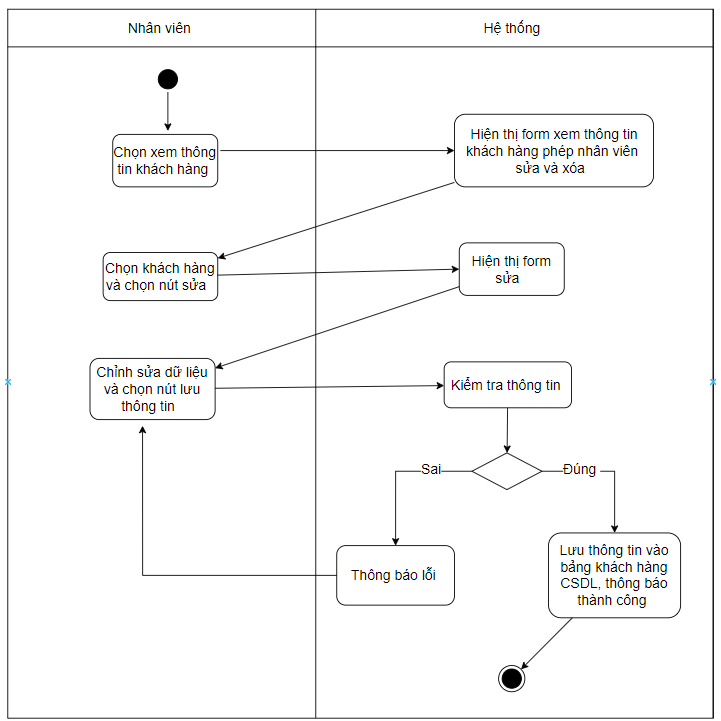 Nhân viên
Hệ thống
Chọn xem thông
tin khách hàng
Hiện thị form xem thông tin
khách hàng phép nhân viên
sửa và xóa
Chọn khách hàng
và chọn nút sửa
Hiện thị form
sửa
Chỉnh sửa dữ liệu
và chọn nút lưu
thông tin
Kiểm tra thông tin
Sai
Đúng
Thông báo lỗi
Lưu thông tin vào
bảng khách hàng
CSDL, thông báo
thành công